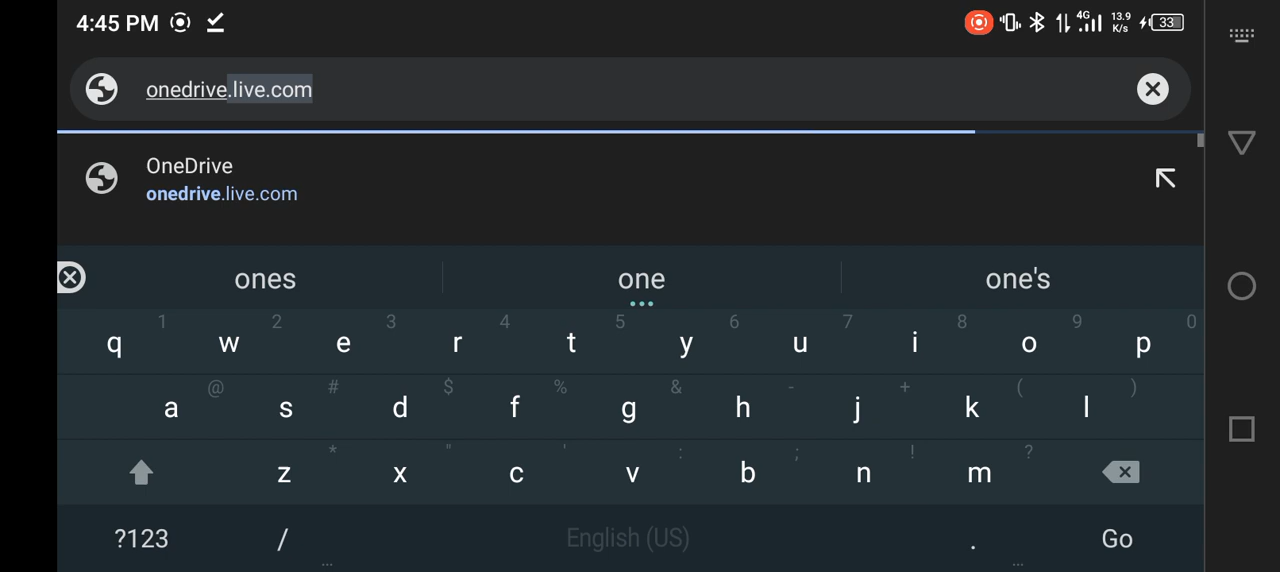 4:45 PM 4G 13.9 K/s 33
onedrive.live.com
OneDrive
onedrive.live.com
ones one one's
1 2 3 4 5 6 7 8 9 0
q w e r t y u i o p
@ # $ % & - + ( )
a s d f g h j k l
* " ' : ; ! ?
z x c v b n m
?123 / English (US) . Go